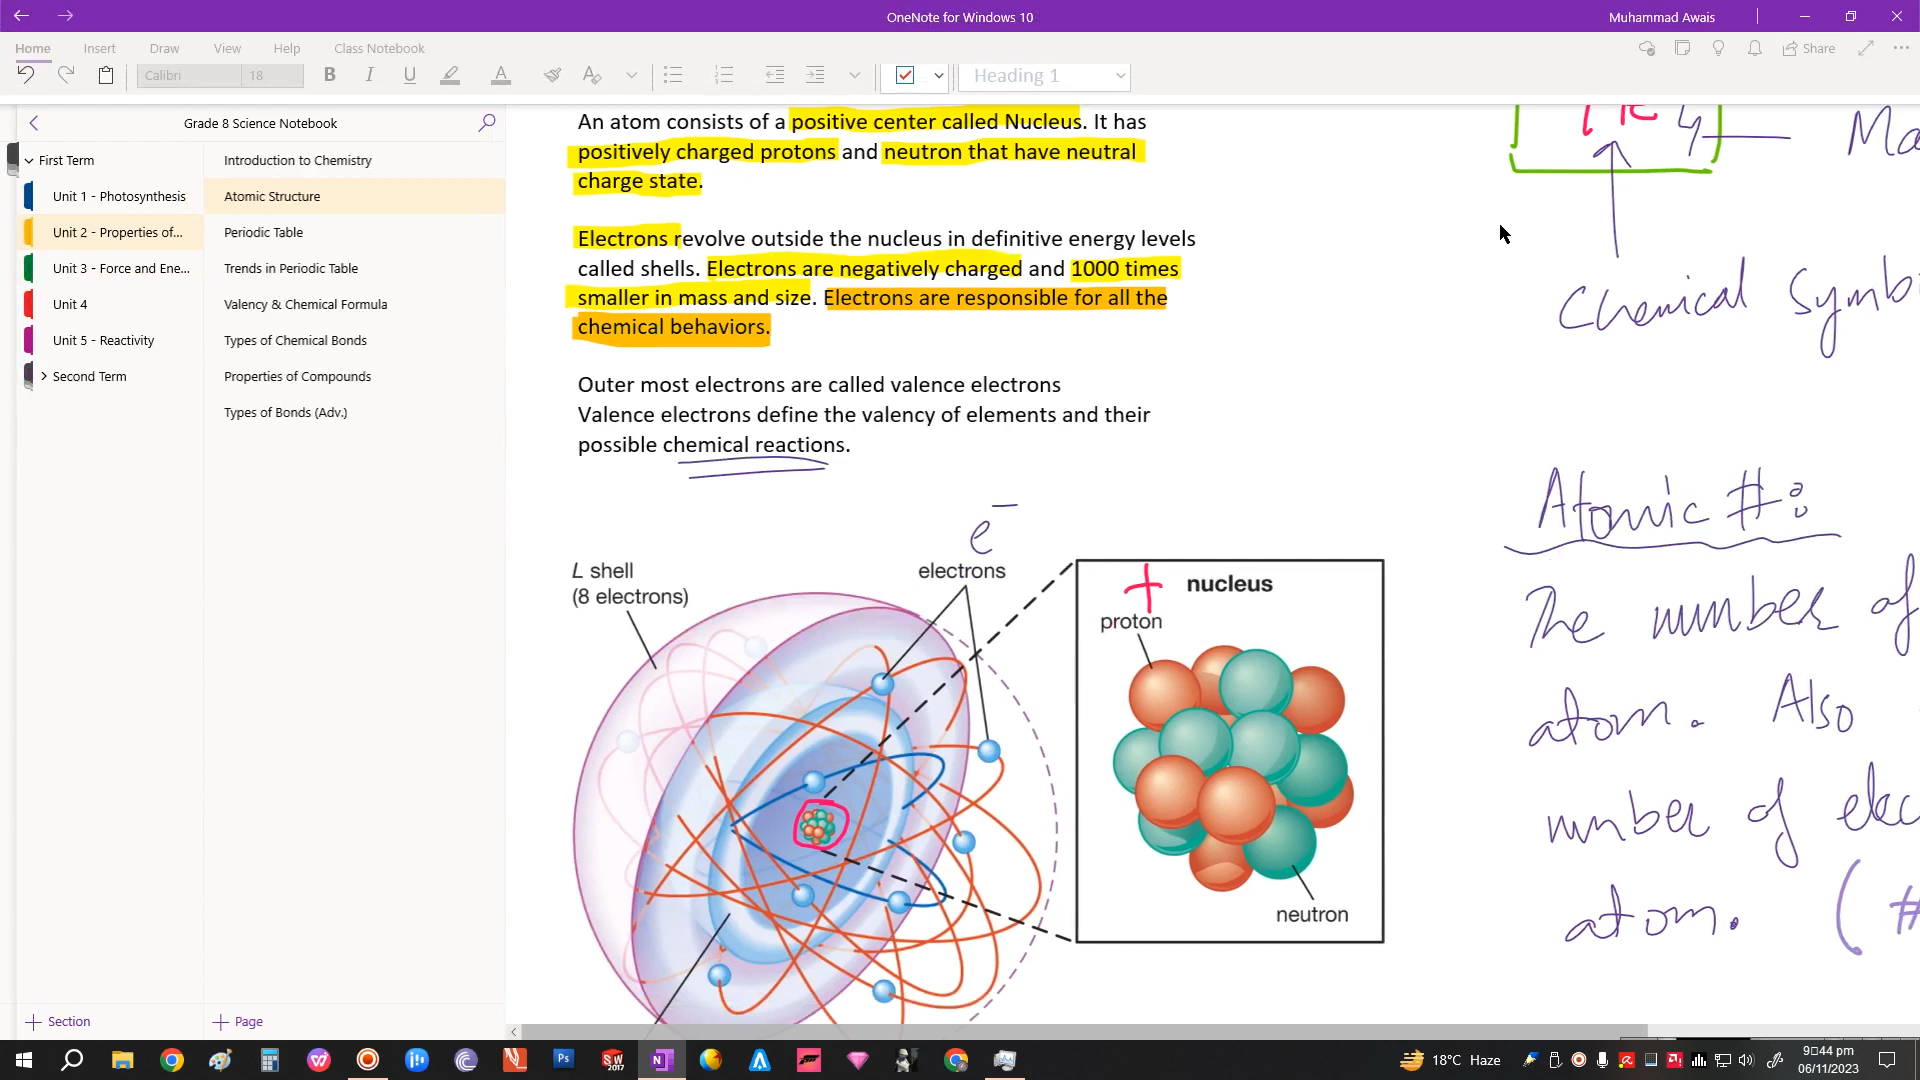 OneNote for Windows 10
Muhammad Awais
Home Insert Draw View Help Class Notebook
Share
Calibri 18 B I U A Heading 1
Grade 8 Science Notebook
First Term
Unit 1 - Photosynthesis
Unit 2 - Properties of...
Unit 3 - Force and Ene...
Unit 4
Unit 5 - Reactivity
Second Term
Introduction to Chemistry
Atomic Structure
Periodic Table
Trends in Periodic Table
Valency & Chemical Formula
Types of Chemical Bonds
Properties of Compounds
Types of Bonds (Adv.)
+ Section
+ Page
An atom consists of a positive center called Nucleus. It has
positively charged protons and neutron that have neutral
charge state.
Electrons revolve outside the nucleus in definitive energy levels
called shells. Electrons are negatively charged and 1000 times
smaller in mass and size. Electrons are responsible for all the
chemical behaviors.
Outer most electrons are called valence electrons
Valence electrons define the valency of elements and their
possible chemical reactions.
e⁻
L shell
(8 electrons)
electrons
+ nucleus
proton
neutron
4
Ma
Chemical Symb
Atomic #:
The number of
atom. Also
number of elec
atom. (#
18°C Haze
9:44 pm
06/11/2023